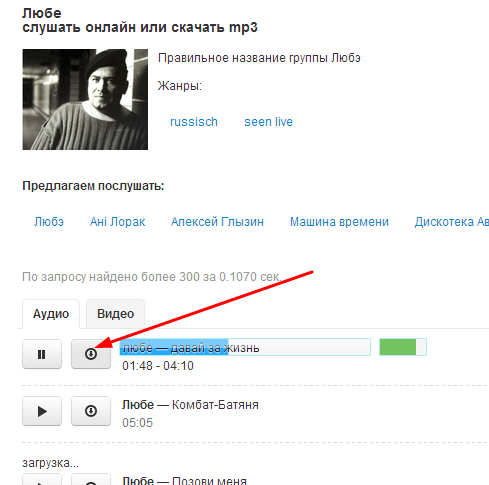 Любе
слушать онлайн или скачать mp3
Правильное название группы Любэ
Жанры:
russisch seen live
Предлагаем послушать:
Любэ Ані Лорак Алексей Глызин Машина времени Дискотека Ав
По запросу найдено более 300 за 0.1070 сек.
Аудио Видео
любе — давай за жизнь
01:48 - 04:10
Любе — Комбат-Батяня
05:05
загрузка...
Любе — Позови меня